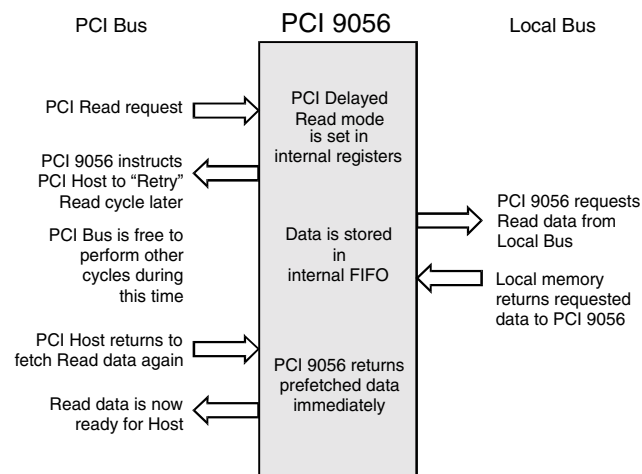 PCI Bus
PCI 9056
Local Bus
PCI Read request
PCI Delayed
Read mode
is set in
internal registers
PCI 9056 instructs
PCI Host to “Retry”
Read cycle later
PCI 9056 requests
Read data from
Local Bus
PCI Bus is free to
perform other
cycles during
this time
Data is stored
in
internal FIFO
Local memory
returns requested
data to PCI 9056
PCI Host returns to
fetch Read data again
PCI 9056 returns
prefetched data
immediately
Read data is now
ready for Host